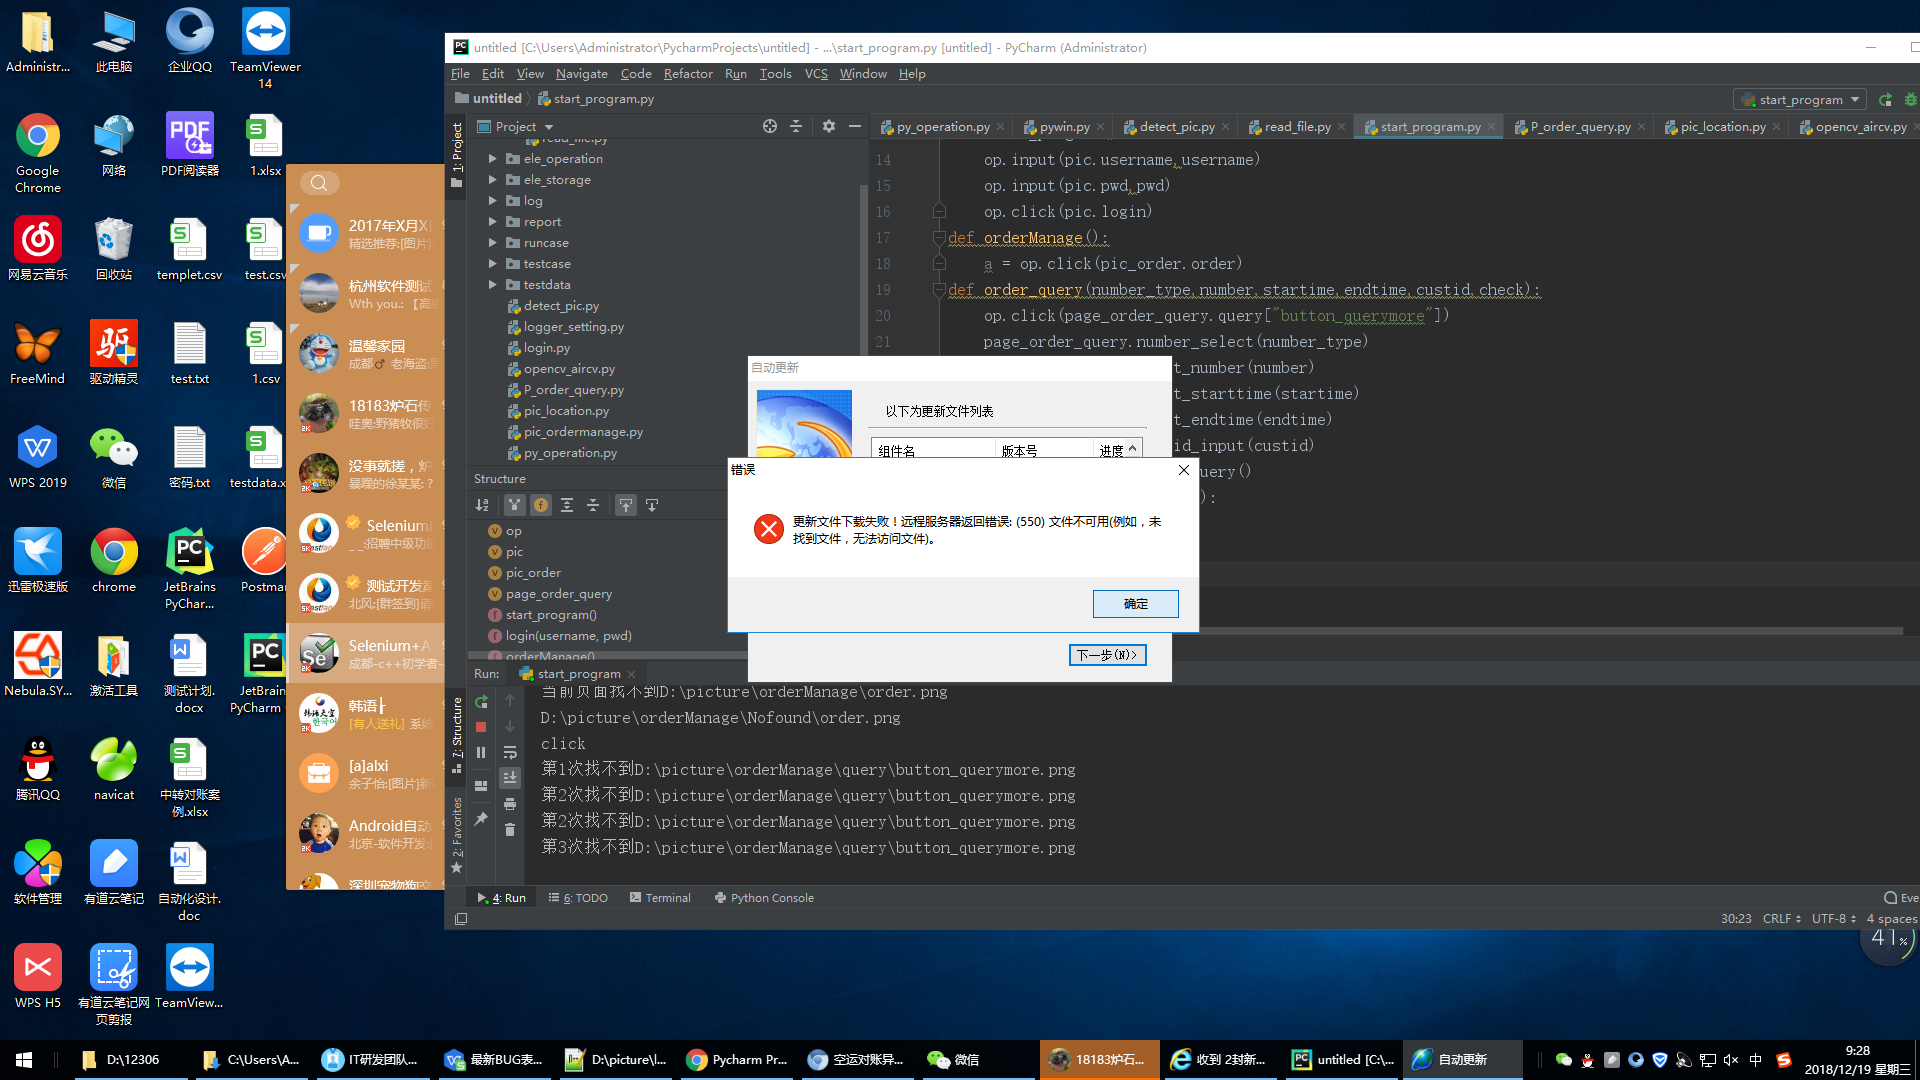 Administr...
此电脑
企业QQ
TeamViewer
14
Google
Chrome
网络
PDF阅读器
1.xlsx
网易云音乐
回收站
templet.csv
test.csv
FreeMind
驱动精灵
test.txt
1.csv
WPS 2019
微信
密码.txt
testdata.x
迅雷极速版
chrome
JetBrains
PyChar...
Postman
Nebula.SY...
激活工具
测试计划.
docx
JetBrain
PyCharm
腾讯QQ
navicat
中转对账案
例.xlsx
软件管理
有道云笔记
自动化设计.
doc
WPS H5
有道云笔记网
页剪报
TeamView...
2017年X月X
精选推荐:[图片]
杭州软件测试
Wth you.:
温馨家园
成都♂ 老海盗:
18183炉石传
哇奥:野猪牧很好
没事就搓，炉
暴躁的徐某某:？
Selenium
_ _:招聘中级功能
测试开发
北风:[群签到]请
Selenium+A
成都-c++初学者-
韩语
[有人送礼] 系统
[a]alxi
余子怡:[图片]新
Android自动
北京-软件开发:
深圳宠物狗交
untitled [C:\Users\Administrator\PycharmProjects\untitled] - ...\start_program.py [untitled] - PyCharm (Administrator)
File Edit View Navigate Code Refactor Run Tools VCS Window Help
untitled start_program.py
start_program
1: Project
Project
read_file.py
ele_operation
ele_storage
log
report
runcase
testcase
testdata
detect_pic.py
logger_setting.py
login.py
opencv_aircv.py
P_order_query.py
pic_location.py
pic_ordermanage.py
py_operation.py
py_operation.py pywin.py detect_pic.py read_file.py start_program.py P_order_query.py pic_location.py opencv_aircv.py
14 op.input(pic.username,username)
15 op.input(pic.pwd,pwd)
16 op.click(pic.login)
17 def orderManage():
18 a = op.click(pic_order.order)
19 def order_query(number_type,number,startime,endtime,custid,check):
20 op.click(page_order_query.query["button_querymore"])
21 page_order_query.number_select(number_type)
t_number(number)
t_starttime(startime)
t_endtime(endtime)
id_input(custid)
uery()
):
Structure
op
pic
pic_order
page_order_query
start_program()
login(username, pwd)
orderManage()
自动更新
以下为更新文件列表
组件名 版本号 进度
下一步(N)>
错误
更新文件下载失败！远程服务器返回错误: (550) 文件不可用(例如，未
找到文件，无法访问文件)。
确定
Run: start_program
7: Structure
2: Favorites
当前页面找不到D:\picture\orderManage\order.png
D:\picture\orderManage\Nofound\order.png
click
第1次找不到D:\picture\orderManage\query\button_querymore.png
第2次找不到D:\picture\orderManage\query\button_querymore.png
第2次找不到D:\picture\orderManage\query\button_querymore.png
第3次找不到D:\picture\orderManage\query\button_querymore.png
4: Run 6: TODO Terminal Python Console
Eve
30:23 CRLF UTF-8 4 spaces
41%
D:\12306
C:\Users\A...
IT研发团队...
最新BUG表...
D:\picture\l...
Pycharm Pr...
空运对账异...
微信
18183炉石...
收到 2封新...
untitled [C:\...
自动更新
中
9:28
2018/12/19 星期三